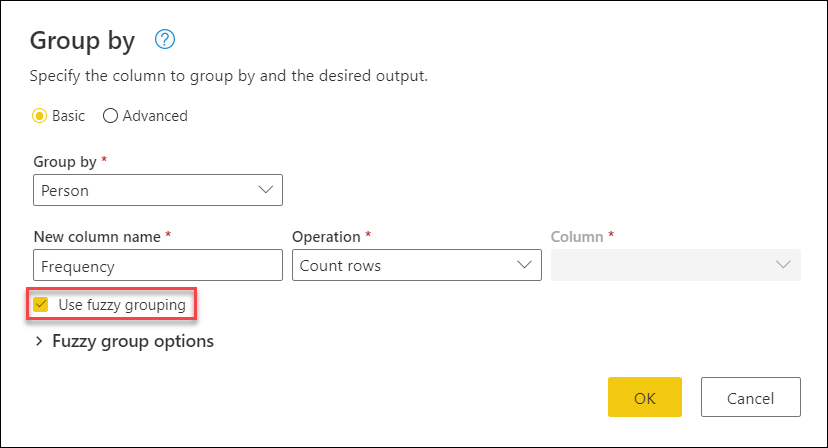 Group by ?
Specify the column to group by and the desired output.
Basic Advanced
Group by *
Person
New column name * Operation * Column *
Frequency Count rows
Use fuzzy grouping
Fuzzy group options
OK Cancel